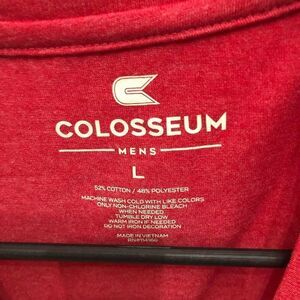 COLOSSEUM
MENS
L
52% COTTON / 48% POLYESTER
MACHINE WASH COLD WITH LIKE COLORS
ONLY NON-CHLORINE BLEACH
WHEN NEEDED
TUMBLE DRY LOW
WARM IRON IF NEEDED
DO NOT IRON DECORATION
MADE IN VIETNAM